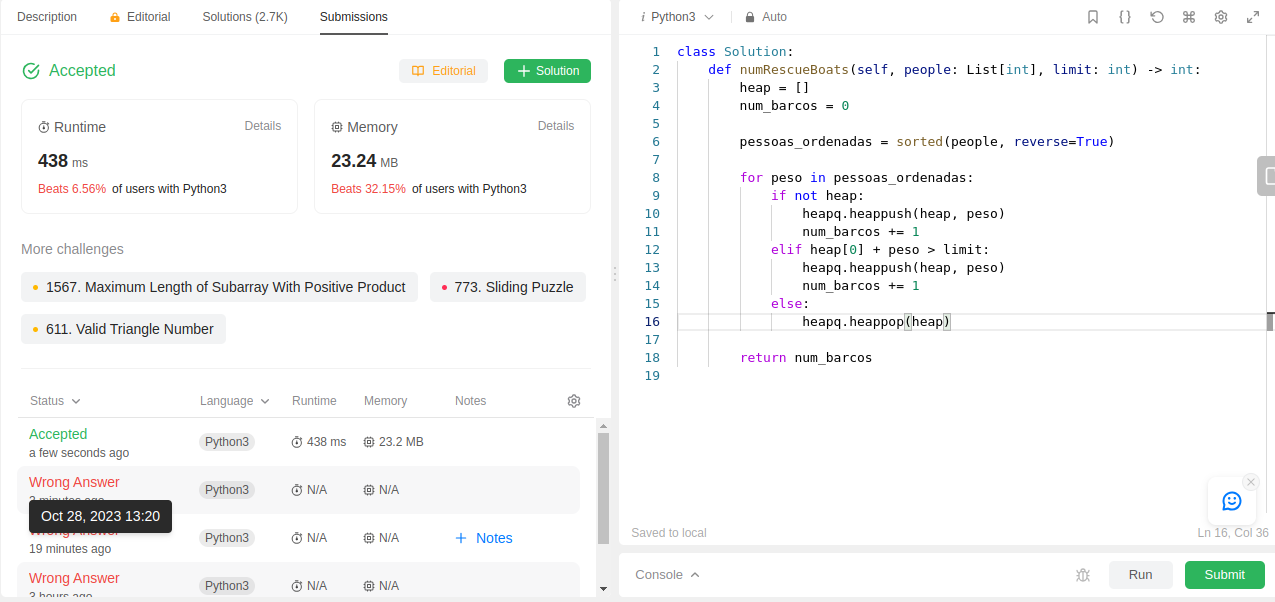 Description Editorial Solutions (2.7K) Submissions
Accepted Editorial + Solution
Runtime Details
438 ms
Beats 6.56% of users with Python3
Memory Details
23.24 MB
Beats 32.15% of users with Python3
More challenges
1567. Maximum Length of Subarray With Positive Product
773. Sliding Puzzle
611. Valid Triangle Number
Status Language Runtime Memory Notes
Accepted Python3 438 ms 23.2 MB
a few seconds ago
Wrong Answer Python3 N/A N/A
Oct 28, 2023 13:20
Python3 N/A N/A + Notes
19 minutes ago
Wrong Answer Python3 N/A N/A
3 hours ago
i Python3 Auto
1 class Solution:
2 def numRescueBoats(self, people: List[int], limit: int) -> int:
3 heap = []
4 num_barcos = 0
5
6 pessoas_ordenadas = sorted(people, reverse=True)
7
8 for peso in pessoas_ordenadas:
9 if not heap:
10 heapq.heappush(heap, peso)
11 num_barcos += 1
12 elif heap[0] + peso > limit:
13 heapq.heappush(heap, peso)
14 num_barcos += 1
15 else:
16 heapq.heappop(heap)
17
18 return num_barcos
19
Saved to local Ln 16, Col 36
Console Run Submit